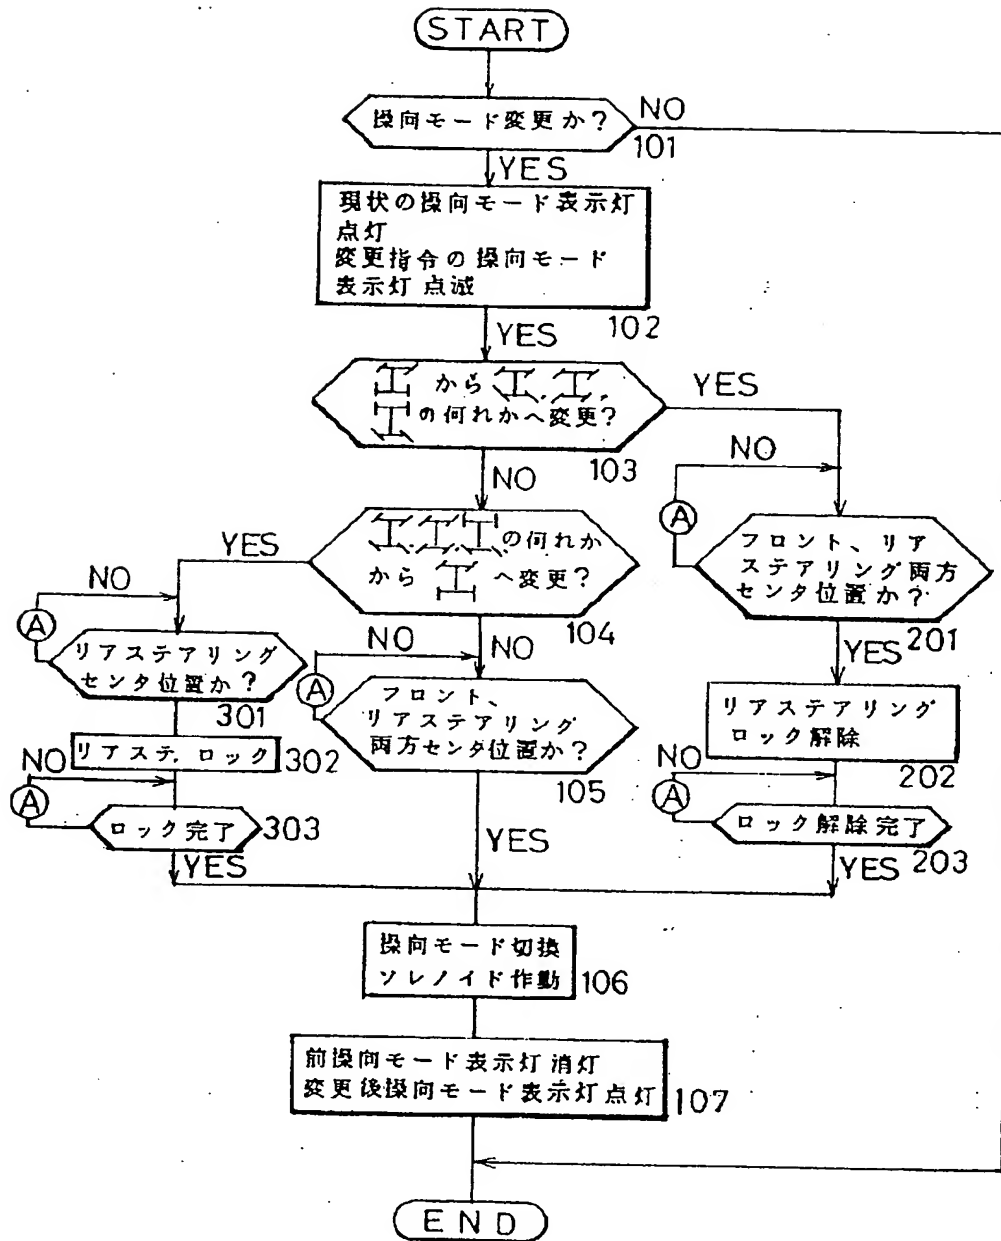 START
操向モード変更か?
NO
101
YES
現状の操向モード表示灯
点灯
変更指令の操向モード
表示灯点滅
102
YES
から
の何れかへ変更?
YES
103
NO
の何れか
から へ変更?
104
YES
NO
NO
A
リアステアリング
センタ位置か?
301
リアステ.ロック
302
NO
A
ロック完了
303
YES
NO
A
フロント、
リアステアリング
両方センタ位置か?
105
YES
NO
A
フロント、リア
ステアリング両方
センタ位置か?
201
YES
リアステアリング
ロック解除
202
NO
A
ロック解除完了
203
YES
操向モード切換
ソレノイド作動
106
前操向モード表示灯消灯
変更後操向モード表示灯点灯
107
END